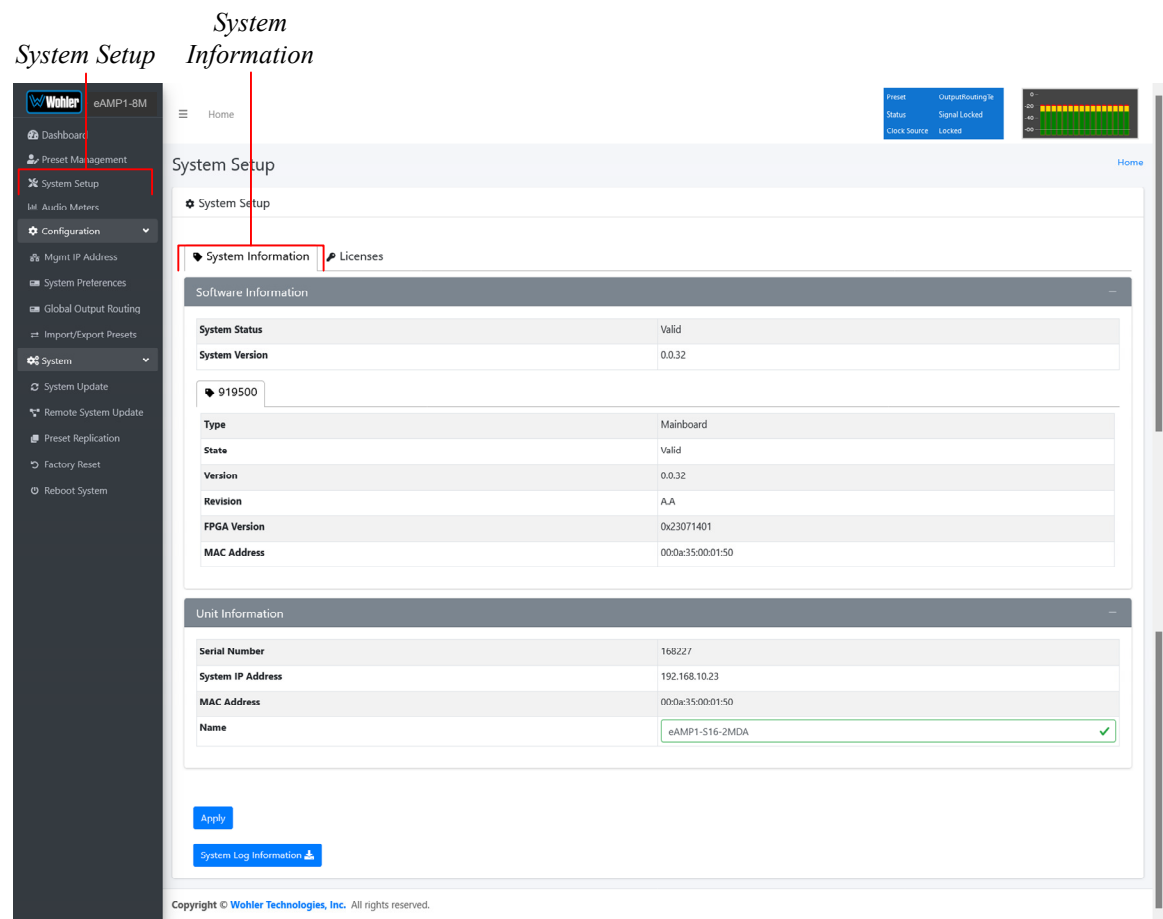 System Setup
System
Information
Wohler
eAMP1-8M
Dashboard
Preset Management
System Setup
Audio Meters
Configuration
Mgmt IP Address
System Preferences
Global Output Routing
Import/Export Presets
System
System Update
Remote System Update
Preset Replication
Factory Reset
Reboot System
Home
Preset OutputRoutingTe
Status Signal Locked
Clock Source Locked
0
-20
-40
-60
System Setup
Home
System Setup
System Information Licenses
Software Information
System Status Valid
System Version 0.0.32
919500
Type Mainboard
State Valid
Version 0.0.32
Revision A.A
FPGA Version 0x23071401
MAC Address 00:0a:35:00:01:50
Unit Information
Serial Number 168227
System IP Address 192.168.10.23
MAC Address 00:0a:35:00:01:50
Name eAMP1-S16-2MDA
Apply
System Log Information
Copyright © Wohler Technologies, Inc. All rights reserved.